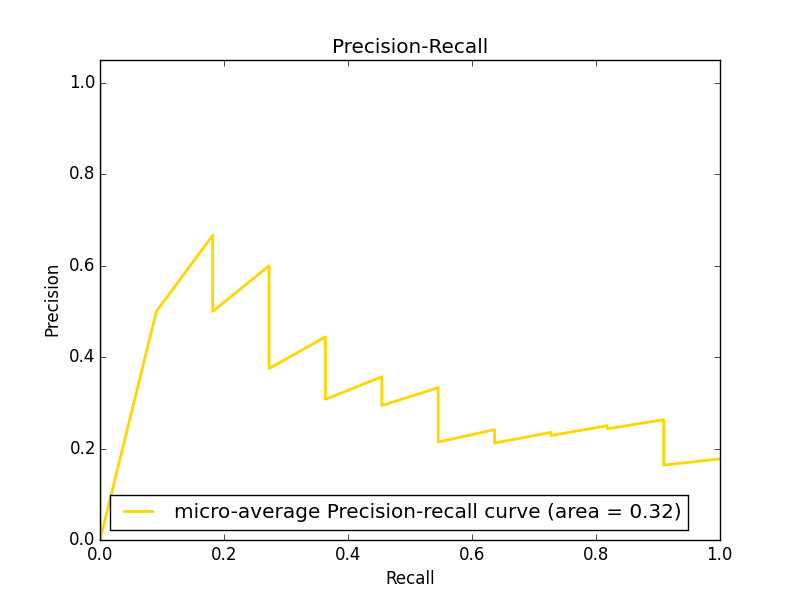 Precision-Recall
1.0
0.8
0.6
0.4
0.2
0.0
Precision
micro-average Precision-recall curve (area = 0.32)
0.0 0.2 0.4 0.6 0.8 1.0
Recall